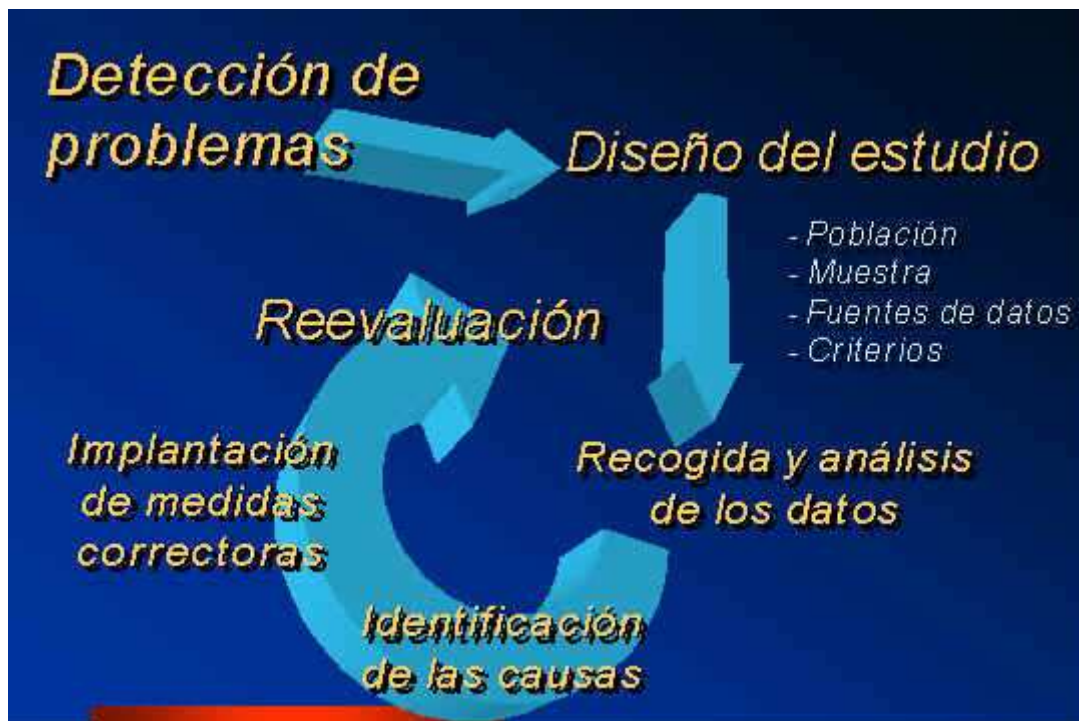 Detección de
problemas
Diseño del estudio
- Población
- Muestra
- Fuentes de datos
- Criterios
Recogida y análisis
de los datos
Identificación
de las causas
Implantación
de medidas
correctoras
Reevaluación